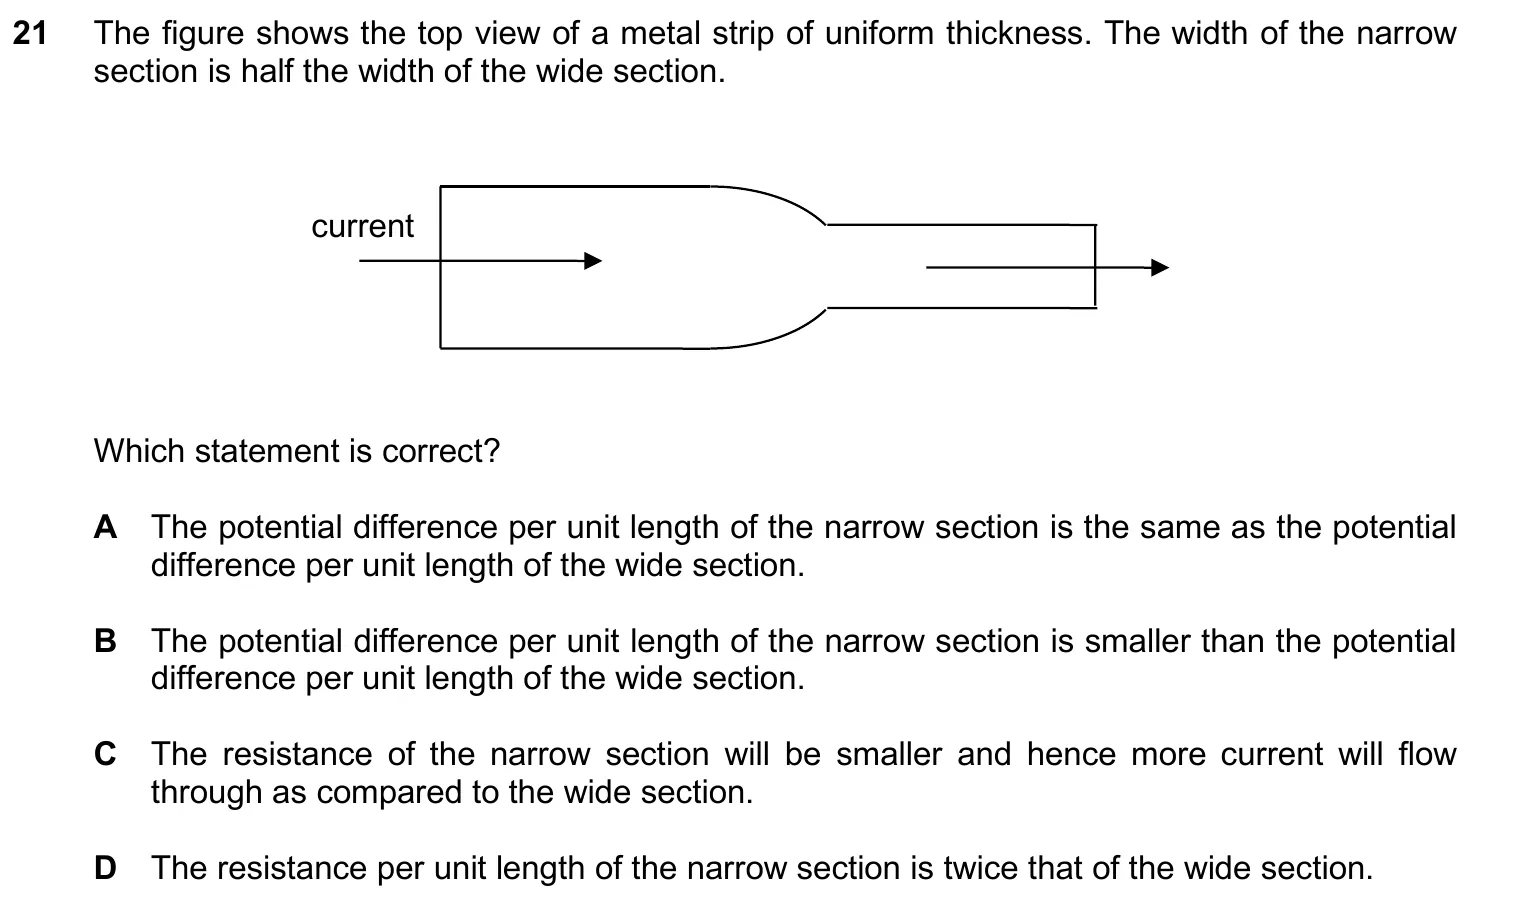 21 The figure shows the top view of a metal strip of uniform thickness. The width of the narrow
section is half the width of the wide section.
current
Which statement is correct?
A The potential difference per unit length of the narrow section is the same as the potential
difference per unit length of the wide section.
B The potential difference per unit length of the narrow section is smaller than the potential
difference per unit length of the wide section.
C The resistance of the narrow section will be smaller and hence more current will flow
through as compared to the wide section.
D The resistance per unit length of the narrow section is twice that of the wide section.